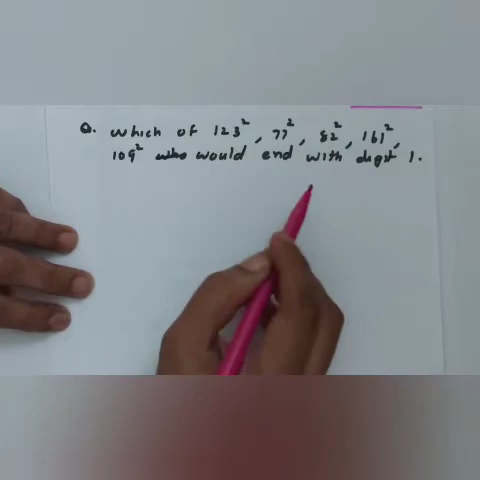 Q. which of 123², 77², 82², 161²,
109² who would end with digit 1.